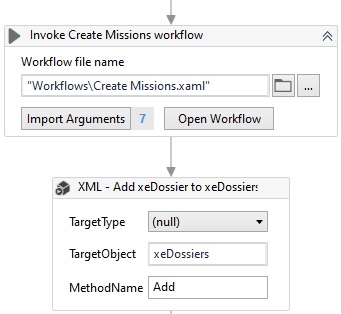 Invoke Create Missions workflow
Workflow file name
"Workflows\Create Missions.xaml"
...
Import Arguments 7 Open Workflow
XML - Add xeDossier to xeDossiers
TargetType (null)
TargetObject xeDossiers
MethodName Add